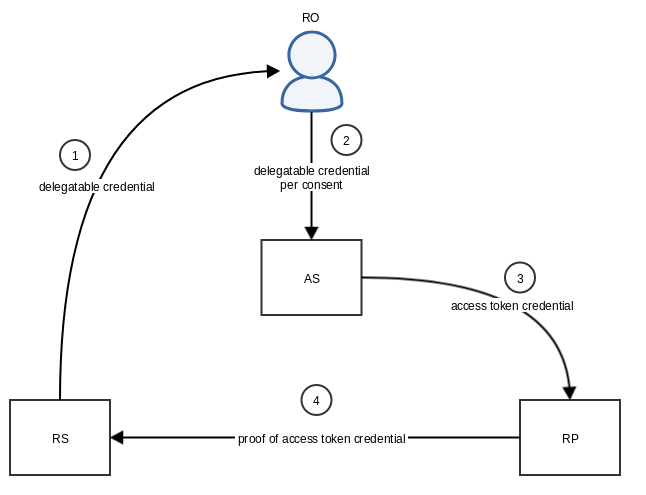 RO
1
delegatable credential
2
delegatable credential
per consent
AS
3
access token credential
4
RS
proof of access token credential
RP